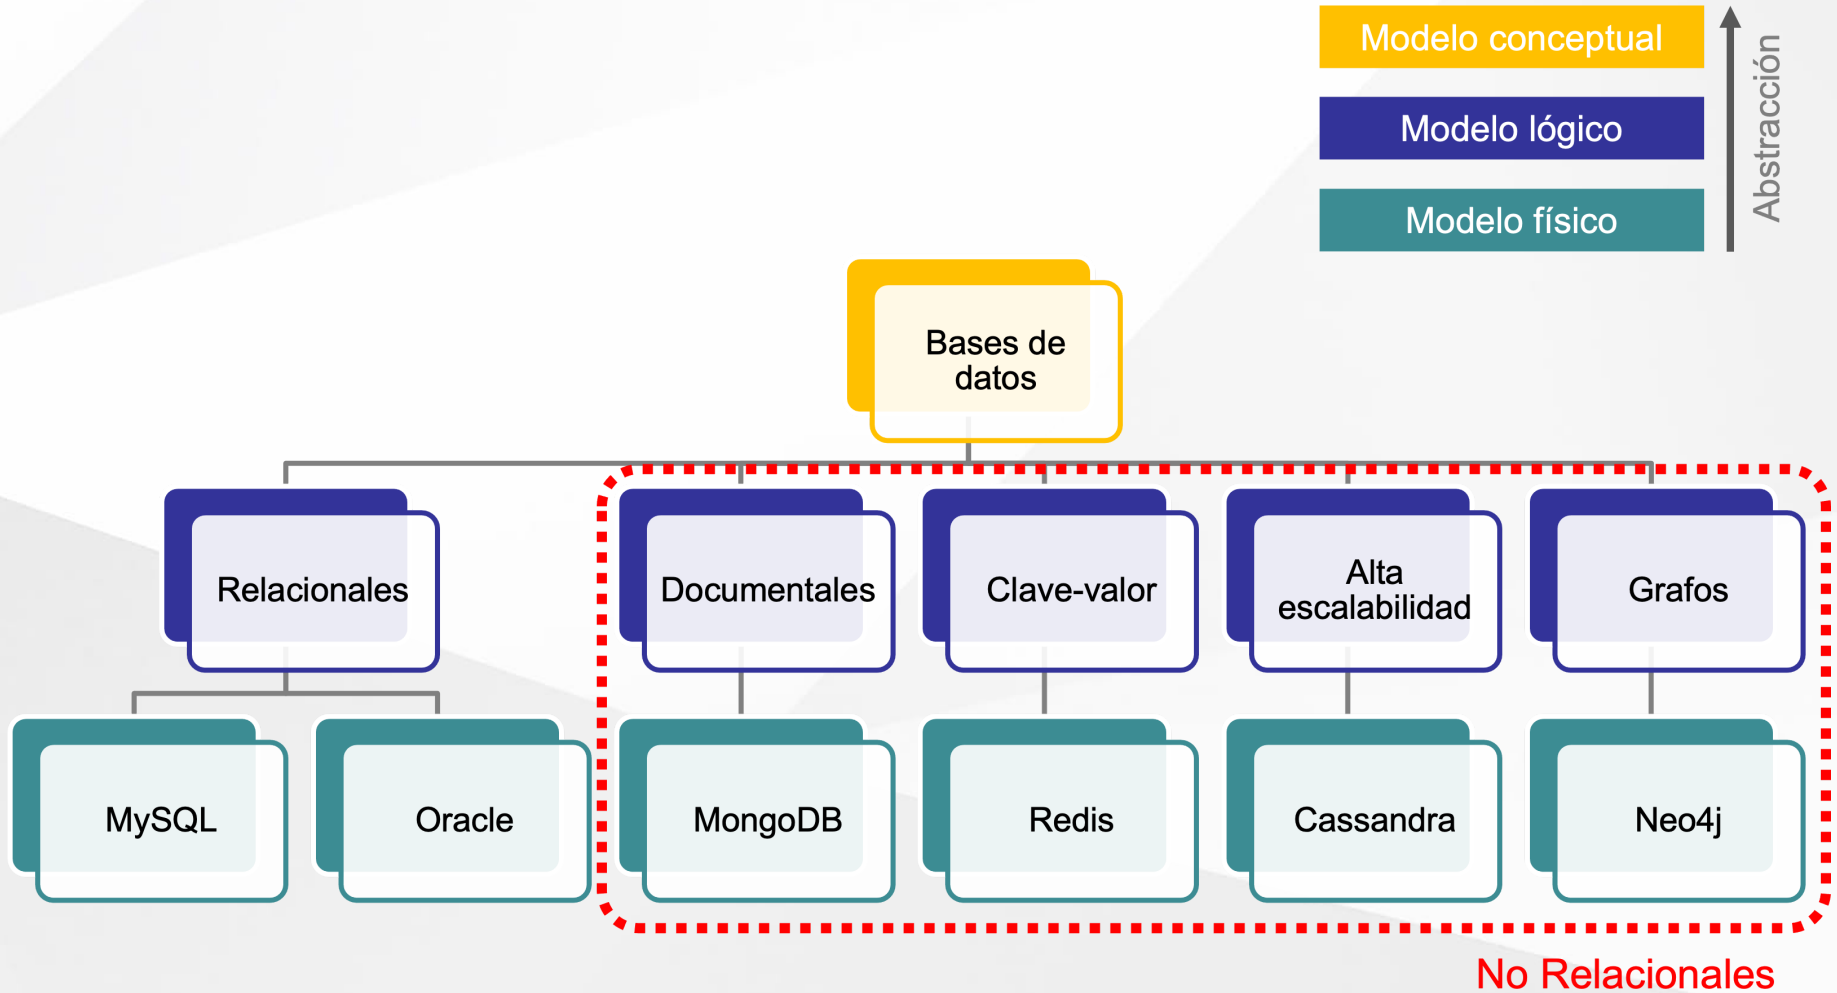 Modelo conceptual
Modelo lógico
Modelo físico
Abstracción
Bases de
datos
Relacionales
Documentales
Clave-valor
Alta
escalabilidad
Grafos
MySQL
Oracle
MongoDB
Redis
Cassandra
Neo4j
No Relacionales